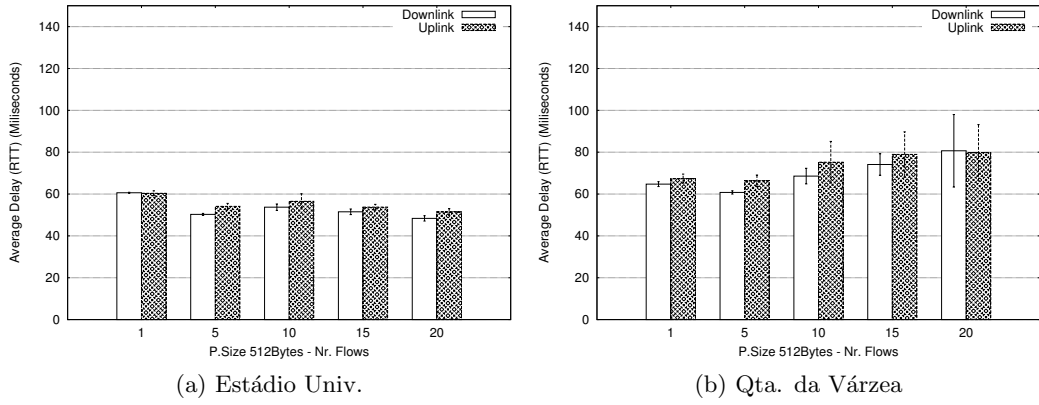 Average Delay (RTT) (Miliseconds)
140
120
100
80
60
40
20
0
Downlink
Uplink
1 5 10 15 20
P.Size 512Bytes - Nr. Flows
(a) Estádio Univ.
Average Delay (RTT) (Miliseconds)
140
120
100
80
60
40
20
0
Downlink
Uplink
1 5 10 15 20
P.Size 512Bytes - Nr. Flows
(b) Qta. da Várzea